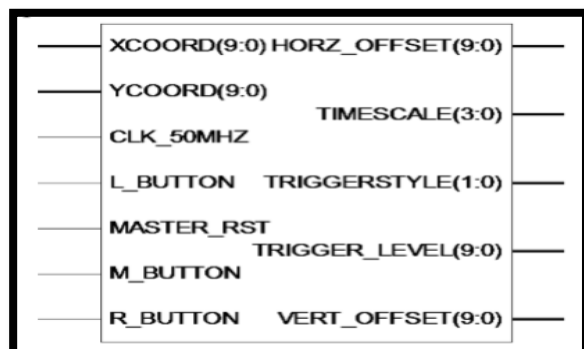 XCOORD(9:0) HORZ_OFFSET(9:0)
YCOORD(9:0)
TIMESCALE(3:0)
CLK_50MHZ
L_BUTTON TRIGGERSTYLE(1:0)
MASTER_RST
TRIGGER_LEVEL(9:0)
M_BUTTON
R_BUTTON VERT_OFFSET(9:0)